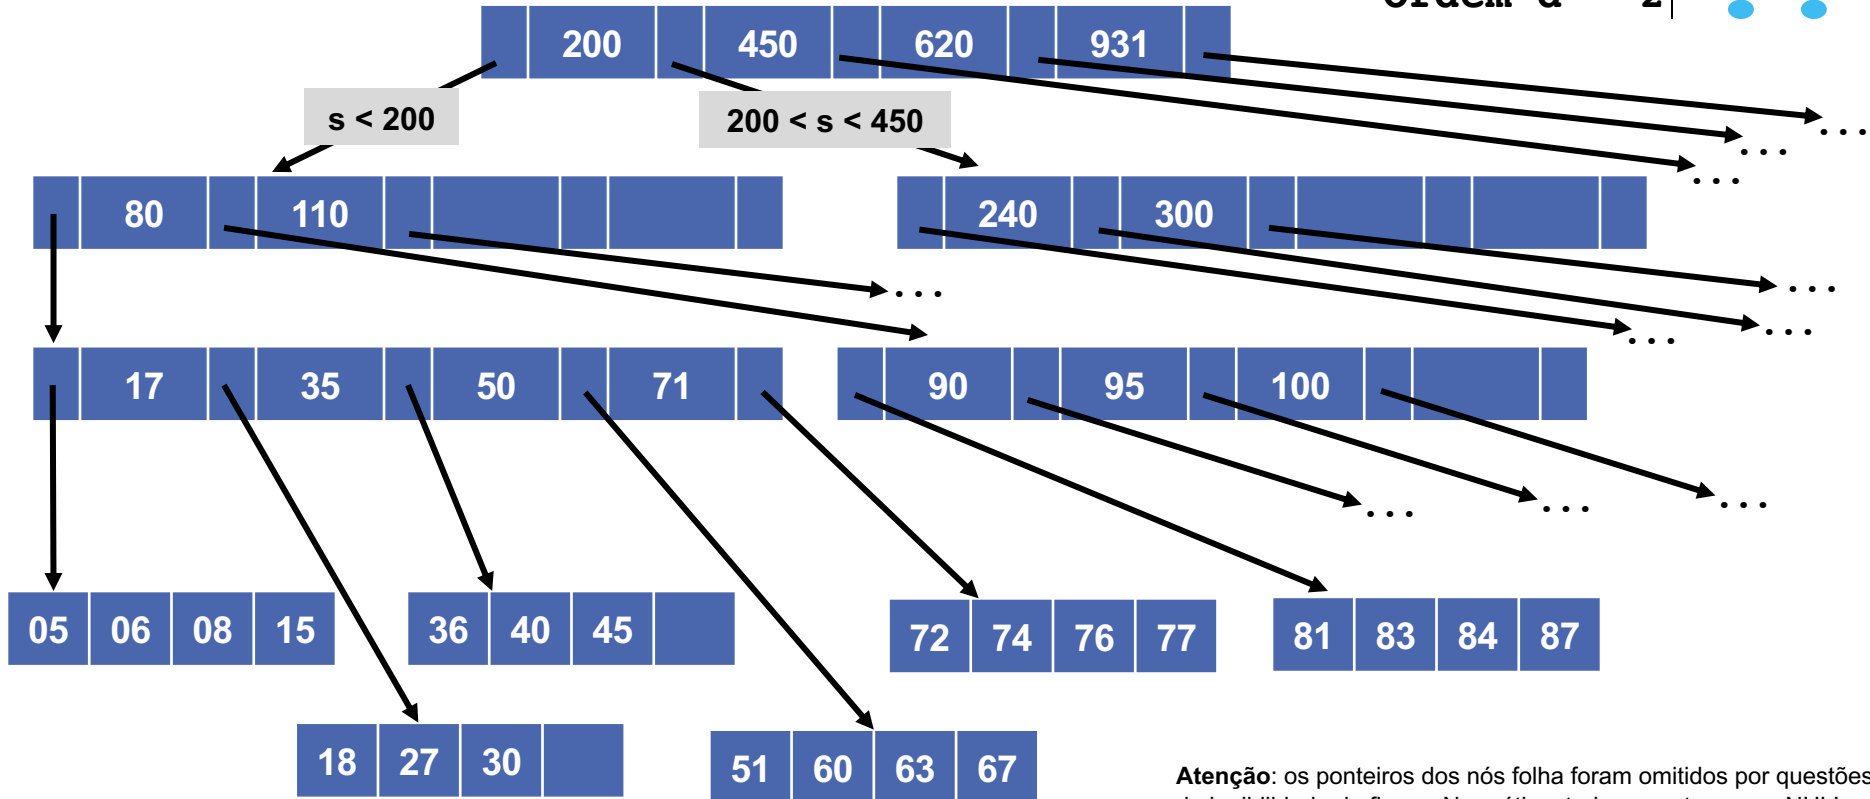 200 450 620 931
s < 200
200 < s < 450
...
...
...
80 110
240 300
...
...
...
...
17 35 50 71
90 95 100
...
...
...
05 06 08 15
36 40 45
72 74 76 77
81 83 84 87
18 27 30
51 60 63 67
Atenção: os ponteiros dos nós folha foram omitidos por questões